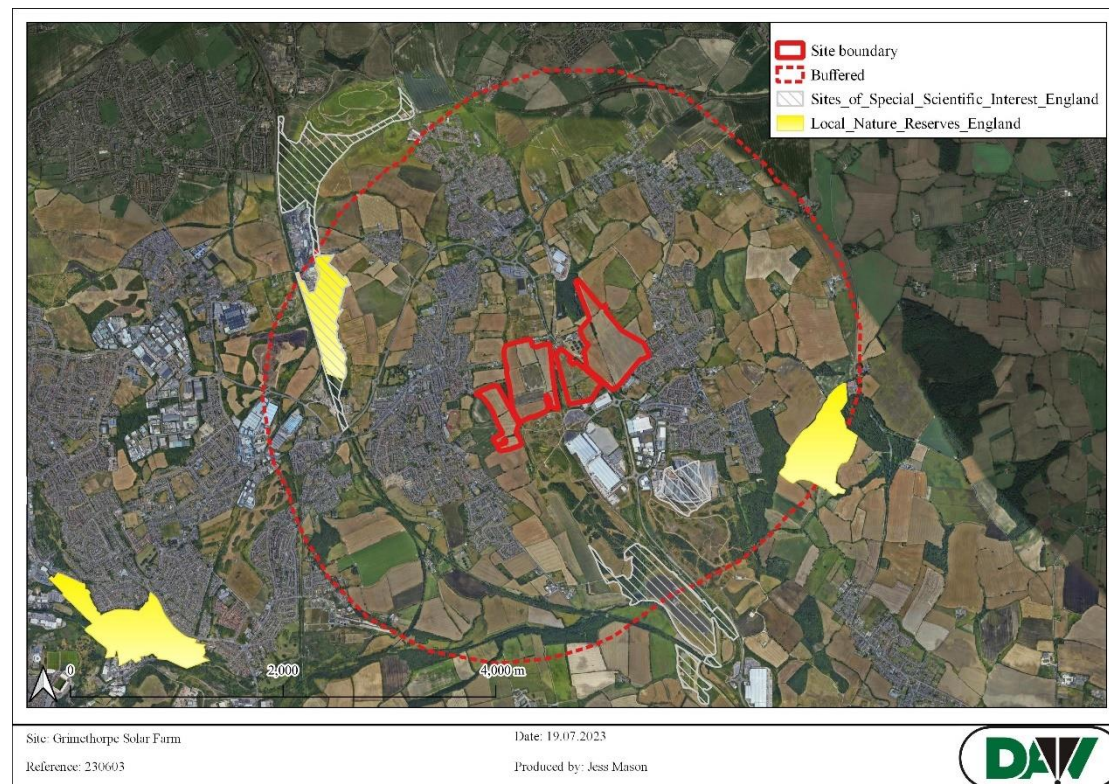 Site boundary
Buffered
Sites_of_Special_Scientific_Interest_England
Local_Nature_Reserves_England
0
2,000
4,000 m
Site: Grimethorpe Solar Farm
Date: 19.07.2023
Reference: 230603
Produced by: Jess Mason
DAW